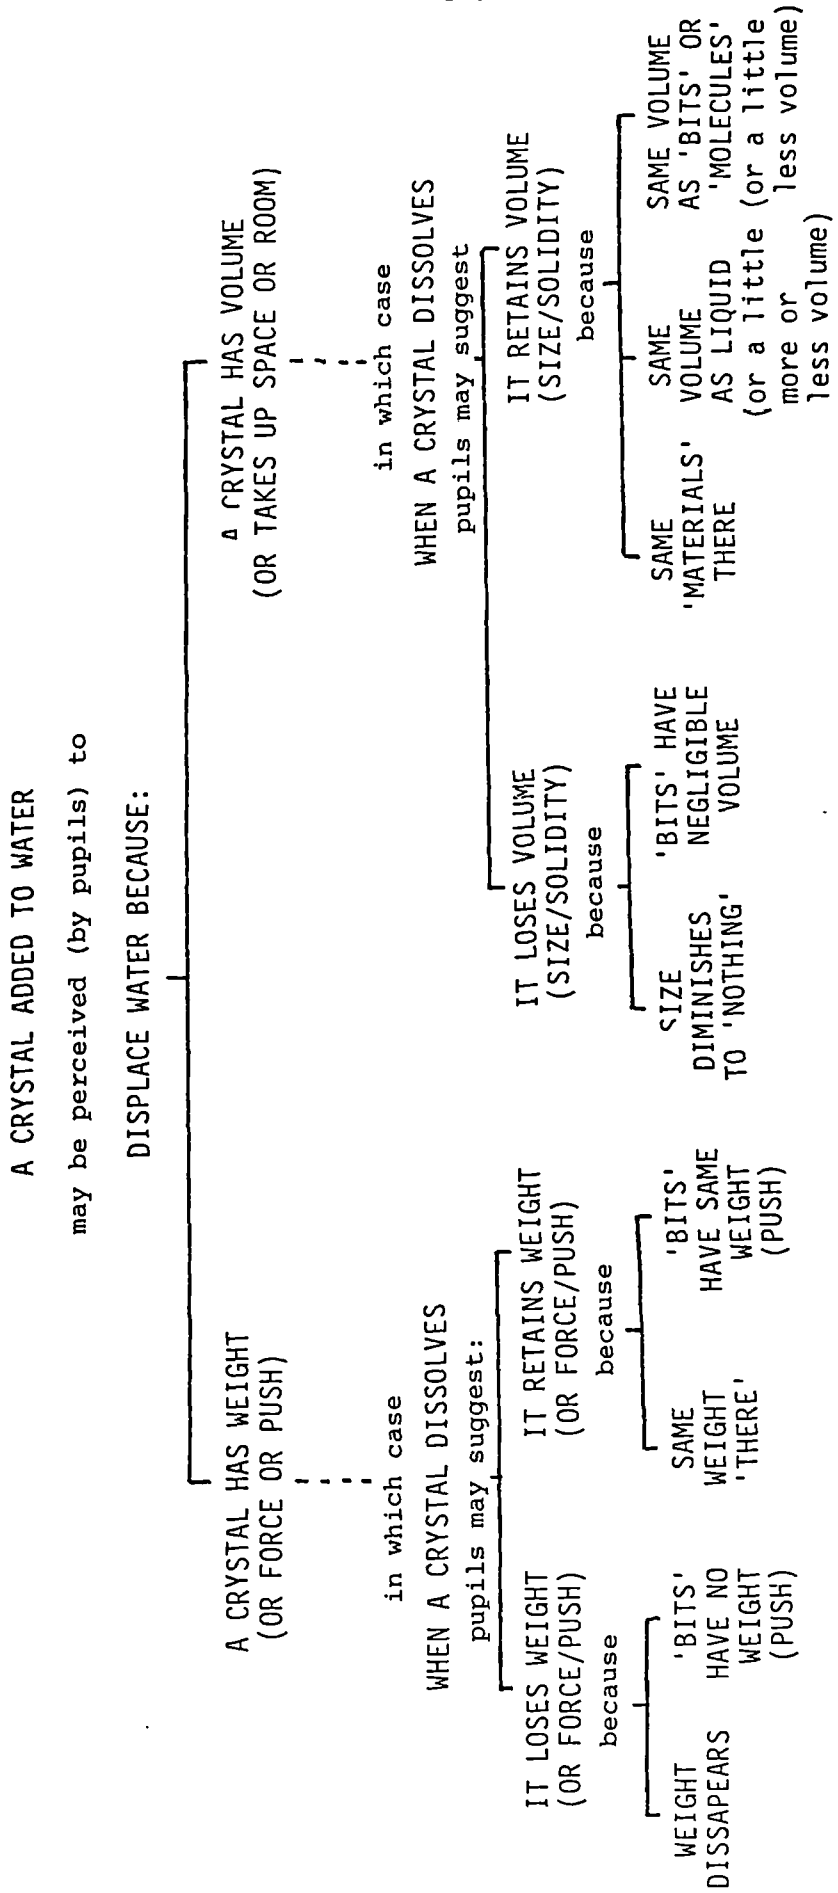 A CRYSTAL ADDED TO WATER
may be perceived (by pupils) to
DISPLACE WATER BECAUSE:
A CRYSTAL HAS WEIGHT
(OR FORCE OR PUSH)
in which case
WHEN A CRYSTAL DISSOLVES
pupils may suggest:
IT LOSES WEIGHT
(OR FORCE/PUSH)
because
WEIGHT
DISSAPEARS
'BITS'
HAVE NO
WEIGHT
(PUSH)
IT RETAINS WEIGHT
(OR FORCE/PUSH)
because
SAME
WEIGHT
'THERE'
'BITS'
HAVE SAME
WEIGHT
(PUSH)
A CRYSTAL HAS VOLUME
(OR TAKES UP SPACE OR ROOM)
in which case
WHEN A CRYSTAL DISSOLVES
pupils may suggest
IT LOSES VOLUME
(SIZE/SOLIDITY)
because
SIZE
DIMINISHES
TO 'NOTHING'
'BITS' HAVE
NEGLIGIBLE
VOLUME
IT RETAINS VOLUME
(SIZE/SOLIDITY)
because
SAME
'MATERIALS'
THERE
SAME
VOLUME
AS LIQUID
(or a little
more or
less volume)
SAME VOLUME
AS 'BITS' OR
'MOLECULES'
(or a little
less volume)